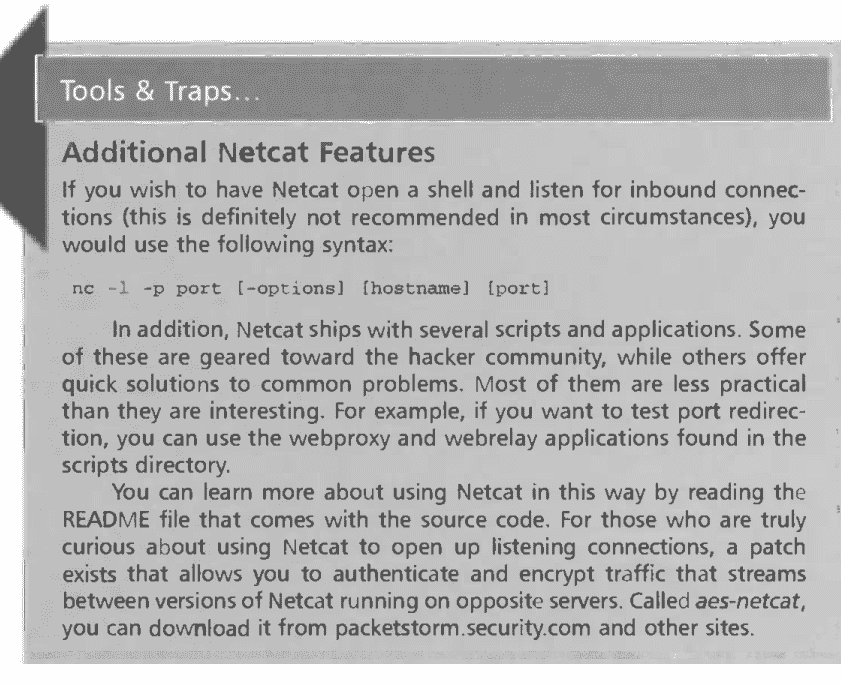 Tools & Traps...
Additional Netcat Features
If you wish to have Netcat open a shell and listen for inbound connec-
tions (this is definitely not recommended in most circumstances), you
would use the following syntax:
nc -l -p port [-options] [hostname] [port]
In addition, Netcat ships with several scripts and applications. Some
of these are geared toward the hacker community, while others offer
quick solutions to common problems. Most of them are less practical
than they are interesting. For example, if you want to test port redirec-
tion, you can use the webproxy and webrelay applications found in the
scripts directory.
You can learn more about using Netcat in this way by reading the
README file that comes with the source code. For those who are truly
curious about using Netcat to open up listening connections, a patch
exists that allows you to authenticate and encrypt traffic that streams
between versions of Netcat running on opposite servers. Called aes-netcat,
you can download it from packetstorm.security.com and other sites.